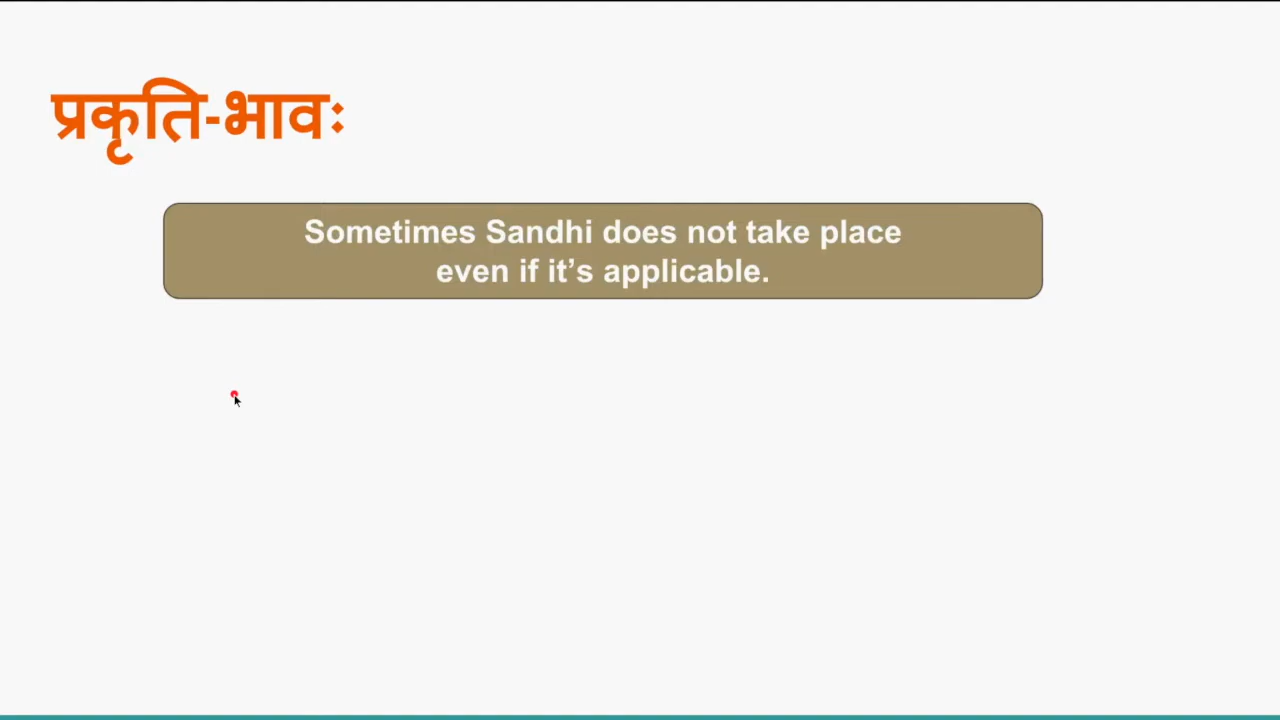 प्रकृति-भावः
Sometimes Sandhi does not take place
even if it’s applicable.